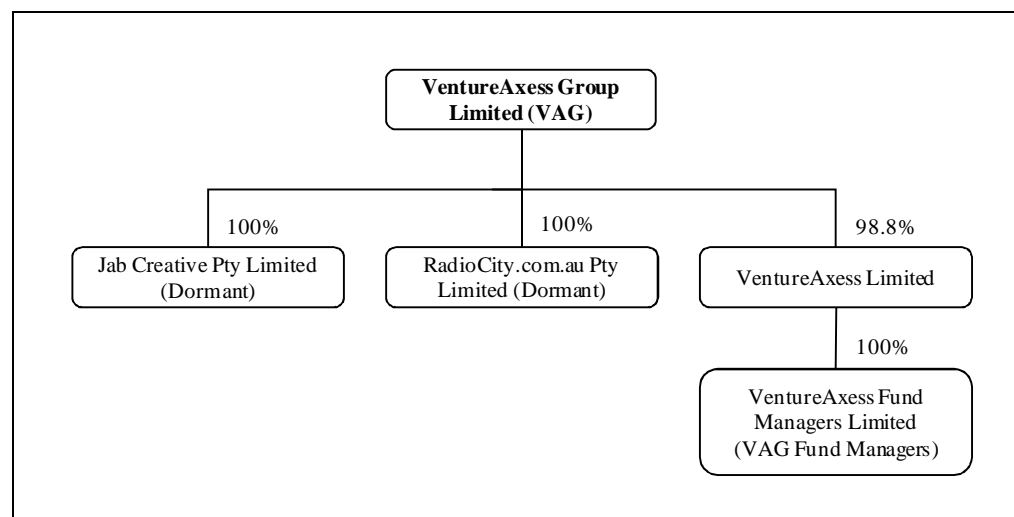 VentureAxess Group
Limited (VAG)
100%
100%
98.8%
Jab Creative Pty Limited
(Dormant)
RadioCity.com.au Pty
Limited (Dormant)
VentureAxess Limited
100%
VentureAxess Fund
Managers Limited
(VAG Fund Managers)